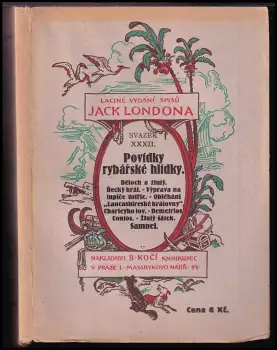 LACINÉ VYDÁNÍ SPISŮ
JACK LONDONA
SVAZEK
XXXII.
Povídky
rybářské hlídky.
Běloch a žlutý.
Řecký král. - Výprava na
lupiče ústřic. - Obléhání
„Lancashireské královny“
Charleyho lov. - Demetrios
Contos. - Žlutý šátek.
Samuel.
NAKLADATEL B. KOČÍ KNIHKUPEC
V PRAZE I. MASARYKOVO NÁBŘ. 14.
Cena 6 Kč.